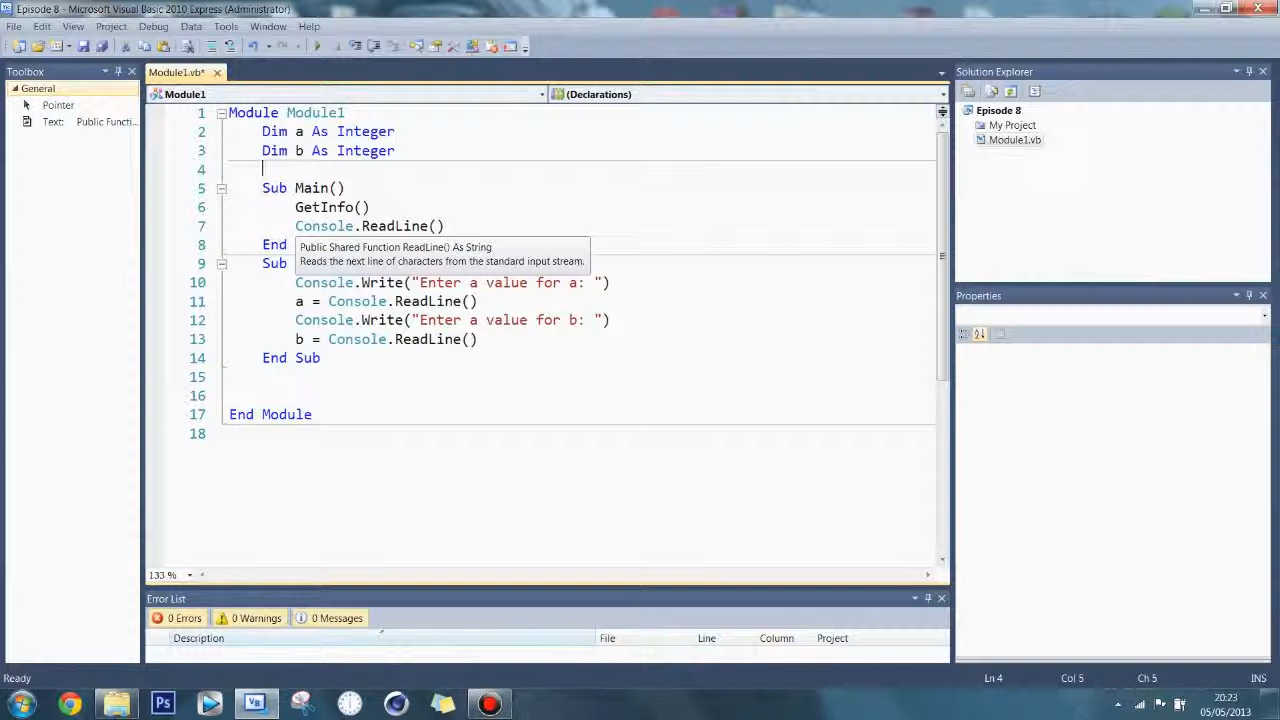 Episode 8 - Microsoft Visual Basic 2010 Express (Administrator)
File Edit View Project Debug Data Tools Window Help
Toolbox
General
Pointer
Text: Public Functi...
Module1.vb*
Module1
(Declarations)
1 Module Module1
2 Dim a As Integer
3 Dim b As Integer
4
5 Sub Main()
6 GetInfo()
7 Console.ReadLine()
8 End
Public Shared Function ReadLine() As String
Reads the next line of characters from the standard input stream.
9 Sub
10 Console.Write("Enter a value for a: ")
11 a = Console.ReadLine()
12 Console.Write("Enter a value for b: ")
13 b = Console.ReadLine()
14 End Sub
15
16
17 End Module
18
133 %
Solution Explorer
Episode 8
My Project
Module1.vb
Properties
Error List
0 Errors 0 Warnings 0 Messages
Description File Line Column Project
Ready Ln 4 Col 5 Ch 5 INS
Ps VB
20:23
05/05/2013